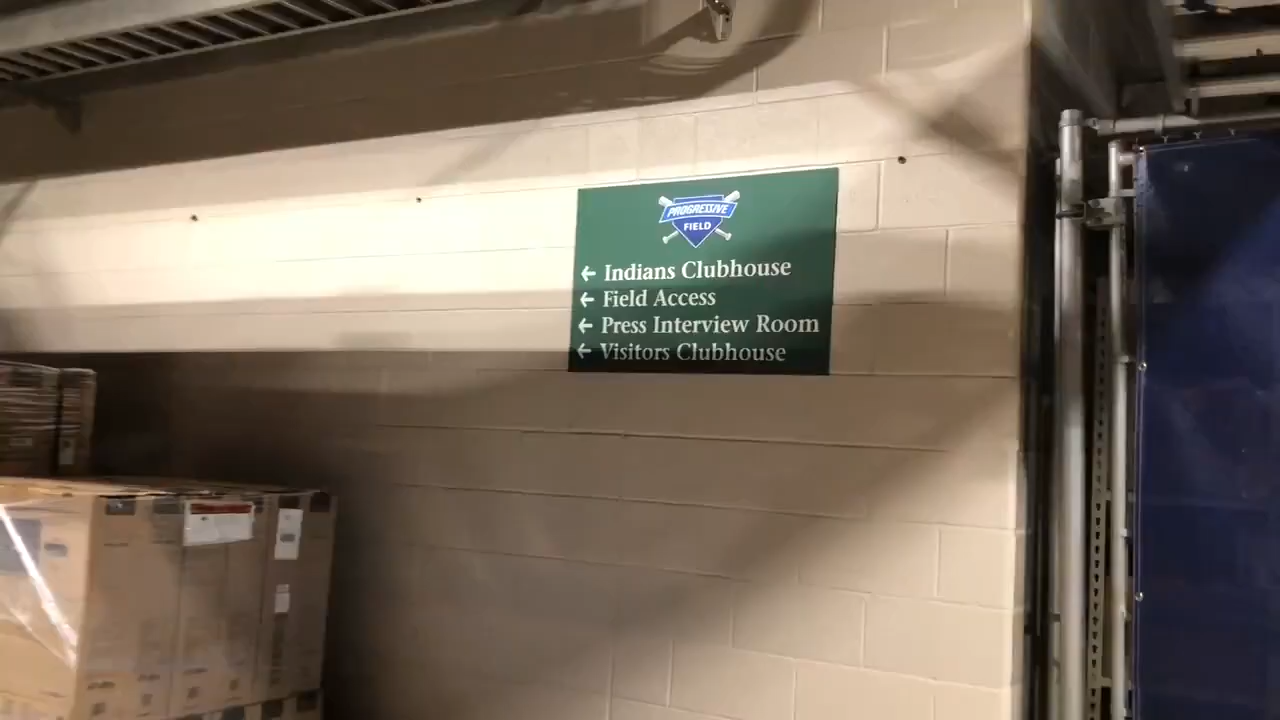 PROGRESSIVE
FIELD
← Indians Clubhouse
← Field Access
← Press Interview Room
← Visitors Clubhouse